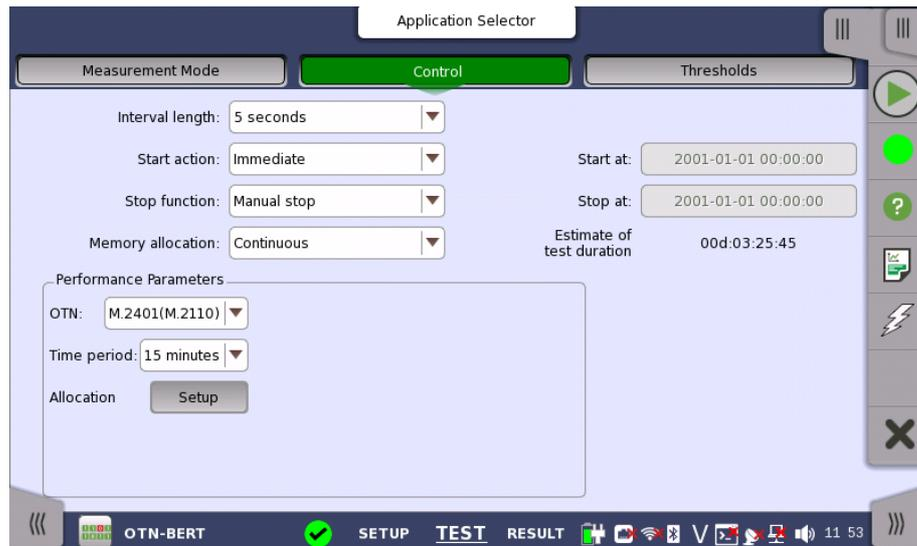 Application Selector
Measurement Mode Control Thresholds
Interval length: 5 seconds
Start action: Immediate Start at: 2001-01-01 00:00:00
Stop function: Manual stop Stop at: 2001-01-01 00:00:00
Memory allocation: Continuous Estimate of test duration 00d:03:25:45
Performance Parameters
OTN: M.2401(M.2110)
Time period: 15 minutes
Allocation Setup
OTN-BERT SETUP TEST RESULT V 11 53